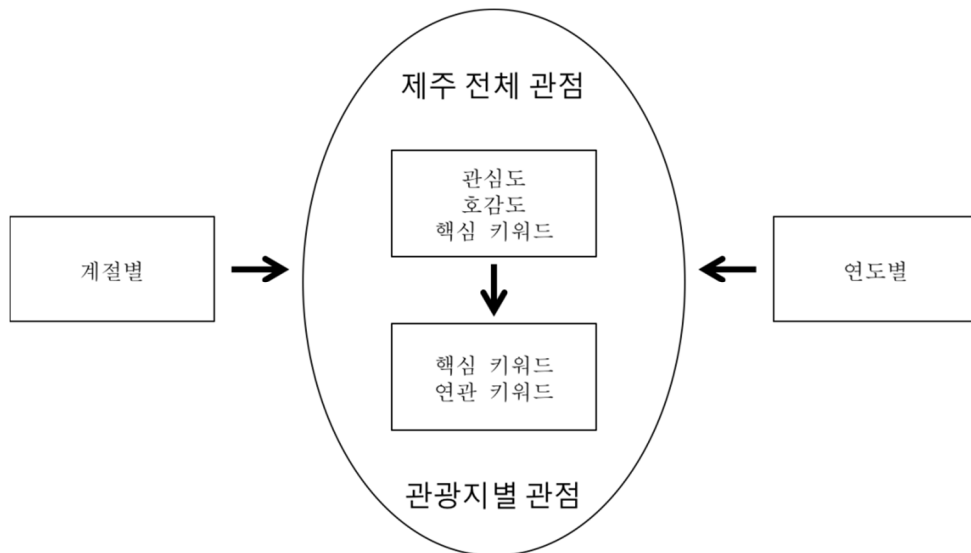 제주 전체 관점
관심도
호감도
핵심 키워드
계절별
연도별
핵심 키워드
연관 키워드
관광지별 관점